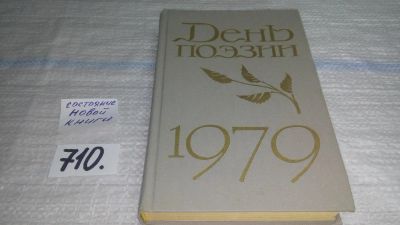 состояние
новой
книги
710.
День
поэзии
1979